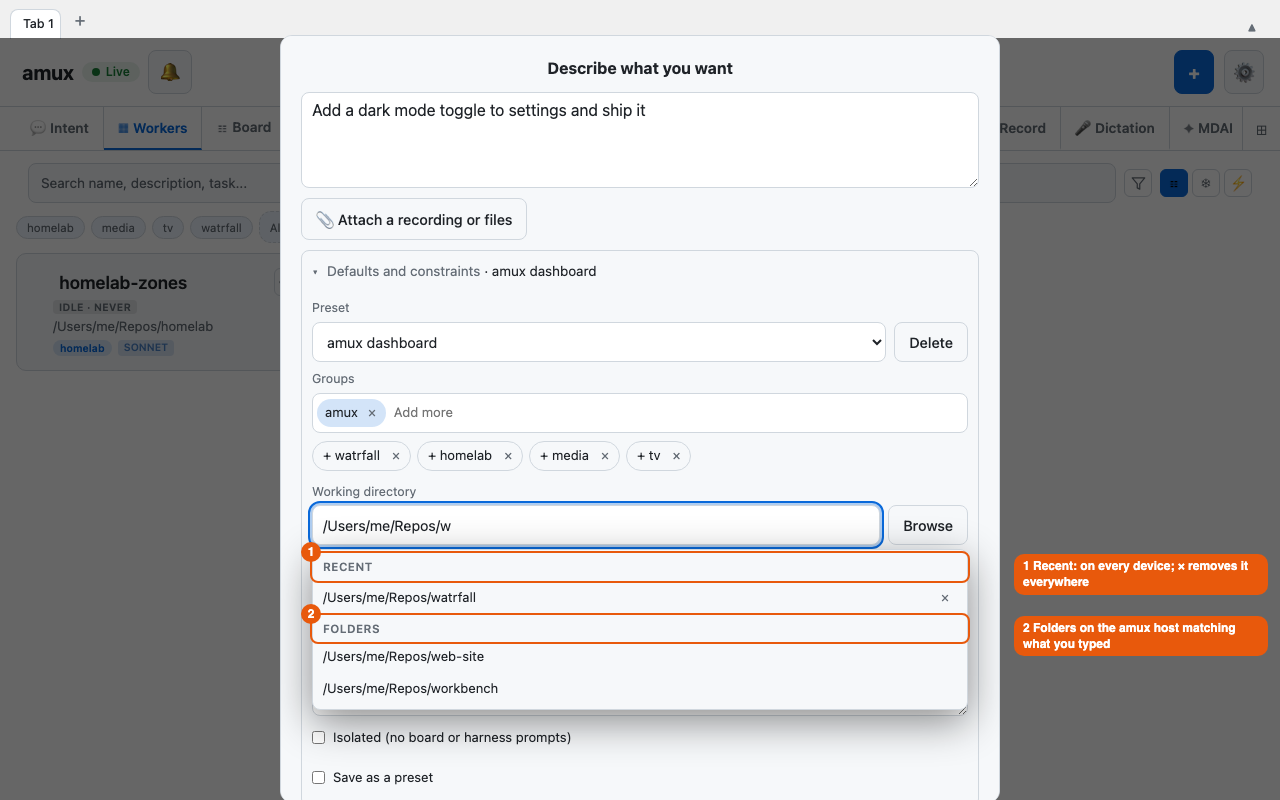 Tab 1 +
▲
Describe what you want
amux
Live
+
Add a dark mode toggle to settings and ship it
Intent
Workers
Board
Record
Dictation
MDAI
Search name, description, task...
Attach a recording or files
homelab
media
tv
watrfall
Defaults and constraints · amux dashboard
homelab-zones
IDLE · NEVER
/Users/me/Repos/homelab
homelab
SONNET
Preset
amux dashboard
Delete
Groups
amux ×
Add more
+ watrfall ×
+ homelab ×
+ media ×
+ tv ×
Working directory
/Users/me/Repos/w
Browse
1
RECENT
/Users/me/Repos/watrfall ×
2
FOLDERS
/Users/me/Repos/web-site
/Users/me/Repos/workbench
1 Recent: on every device; × removes it
everywhere
2 Folders on the amux host matching
what you typed
Isolated (no board or harness prompts)
Save as a preset